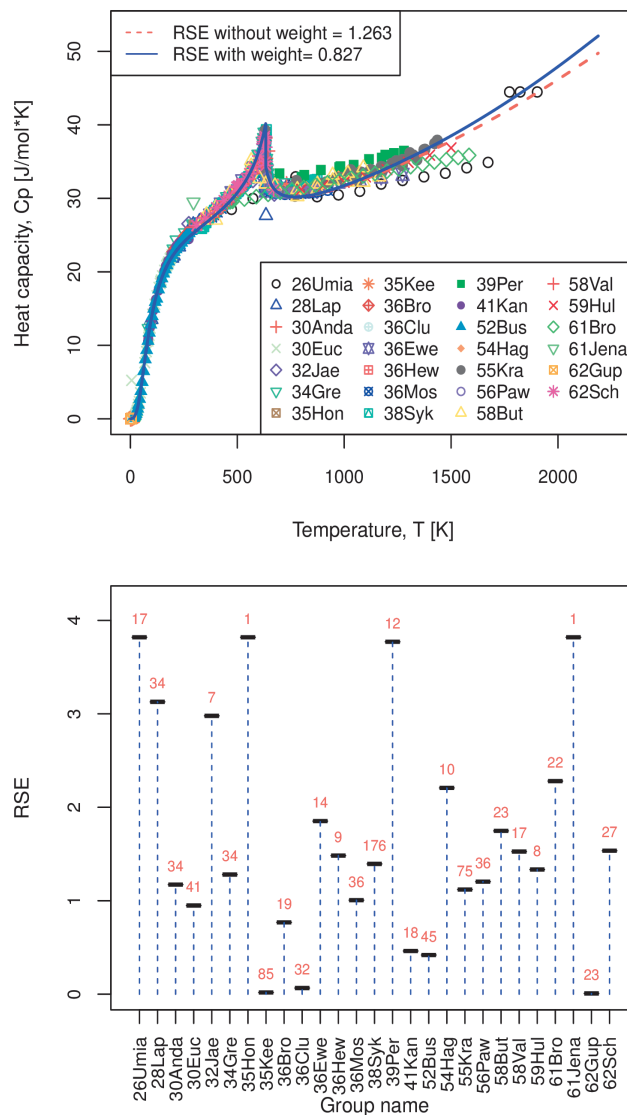 RSE without weight = 1.263
RSE with weight= 0.827
Heat capacity, Cp [J/mol*K]
50
40
30
20
10
0
26Umia 35Kee 39Per 58Val
28Lap 36Bro 41Kan 59Hul
30Anda 36Clu 52Bus 61Bro
30Euc 36Ewe 54Hag 61Jena
32Jae 36Hew 55Kra 62Gup
34Gre 36Mos 56Paw 62Sch
35Hon 38Syk 58But
0 500 1000 1500 2000
Temperature, T [K]
RSE
4
3
2
1
0
17 34 34 41 7 34 1 85 19 32 14 9 36 176 12 18 45 10 75 36 23 17 8 22 1 23 27
26Umia 28Lap 30Anda 30Euc 32Jae 34Gre 35Hon 35Kee 36Bro 36Clu 36Ewe 36Hew 36Mos 38Syk 39Per 41Kan 52Bus 54Hag 55Kra 56Paw 58But 58Val 59Hul 61Bro 61Jena 62Gup 62Sch
Group name